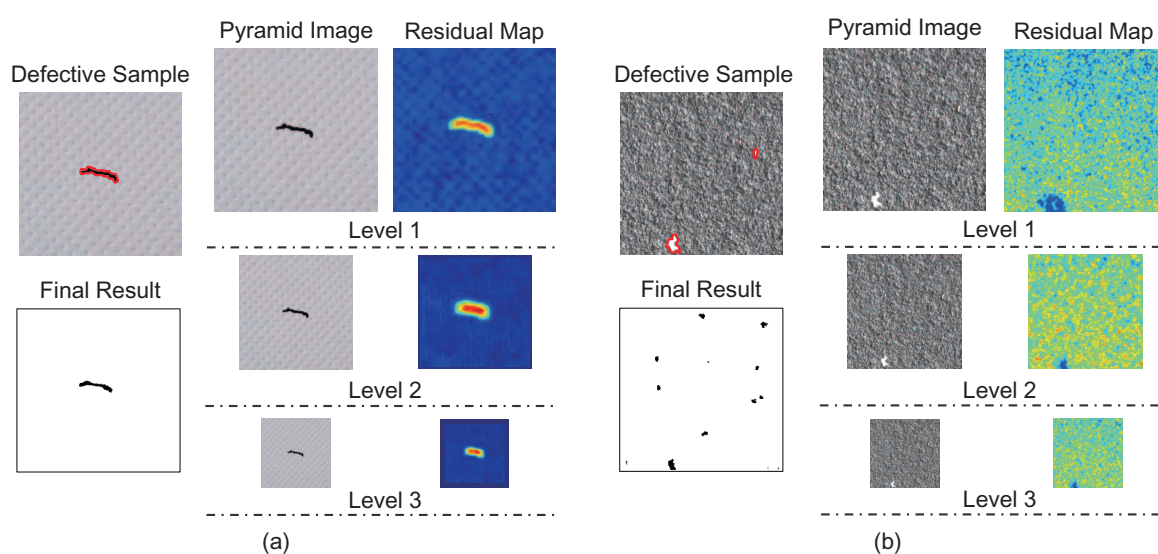 Pyramid Image Residual Map
Defective Sample
Level 1
Final Result
Level 2
Level 3
(a)
Pyramid Image Residual Map
Defective Sample
Level 1
Final Result
Level 2
Level 3
(b)